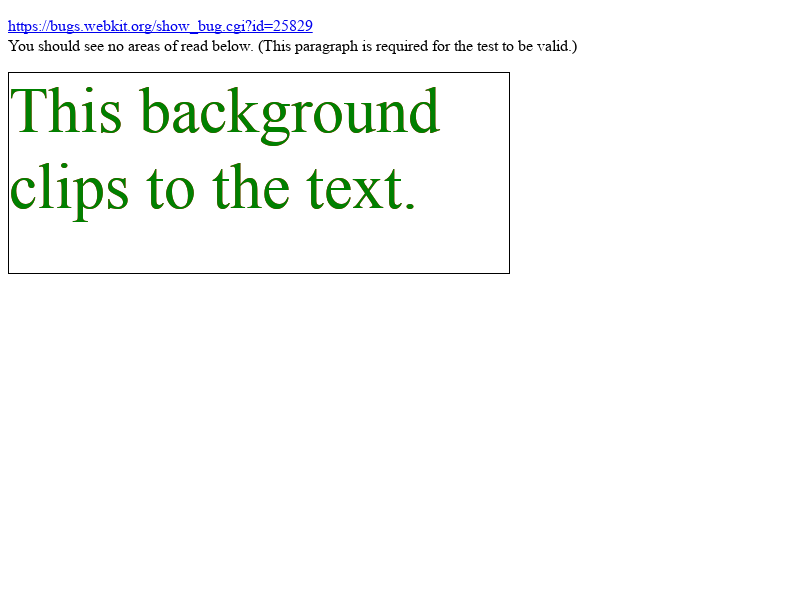 https://bugs.webkit.org/show_bug.cgi?id=25829
You should see no areas of read below. (This paragraph is required for the test to be valid.)
This background
clips to the text.